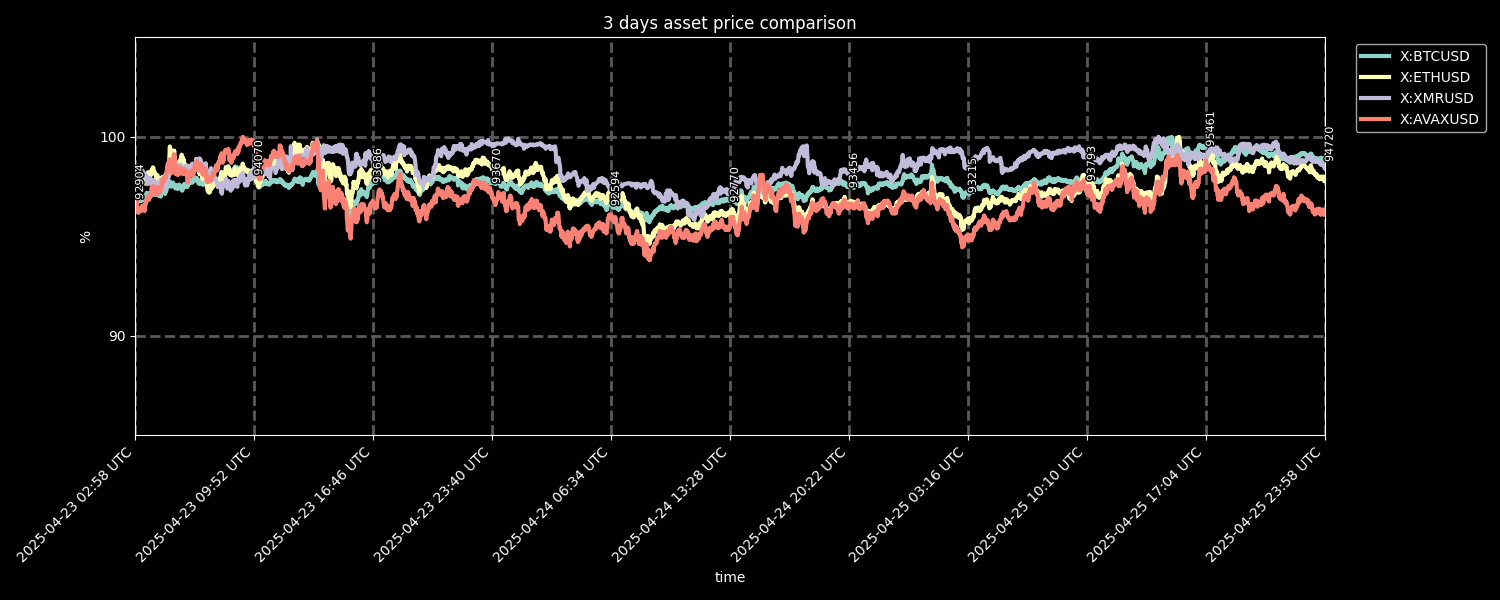 3 days asset price comparison
X:BTCUSD
X:ETHUSD
X:XMRUSD
X:AVAXUSD
100
90
%
92904
94070
93686
93670
92594
92770
93456
93215
93793
95461
94720
2025-04-23 02:58 UTC
2025-04-23 09:52 UTC
2025-04-23 16:46 UTC
2025-04-23 23:40 UTC
2025-04-24 06:34 UTC
2025-04-24 13:28 UTC
2025-04-24 20:22 UTC
2025-04-25 03:16 UTC
2025-04-25 10:10 UTC
2025-04-25 17:04 UTC
2025-04-25 23:58 UTC
time